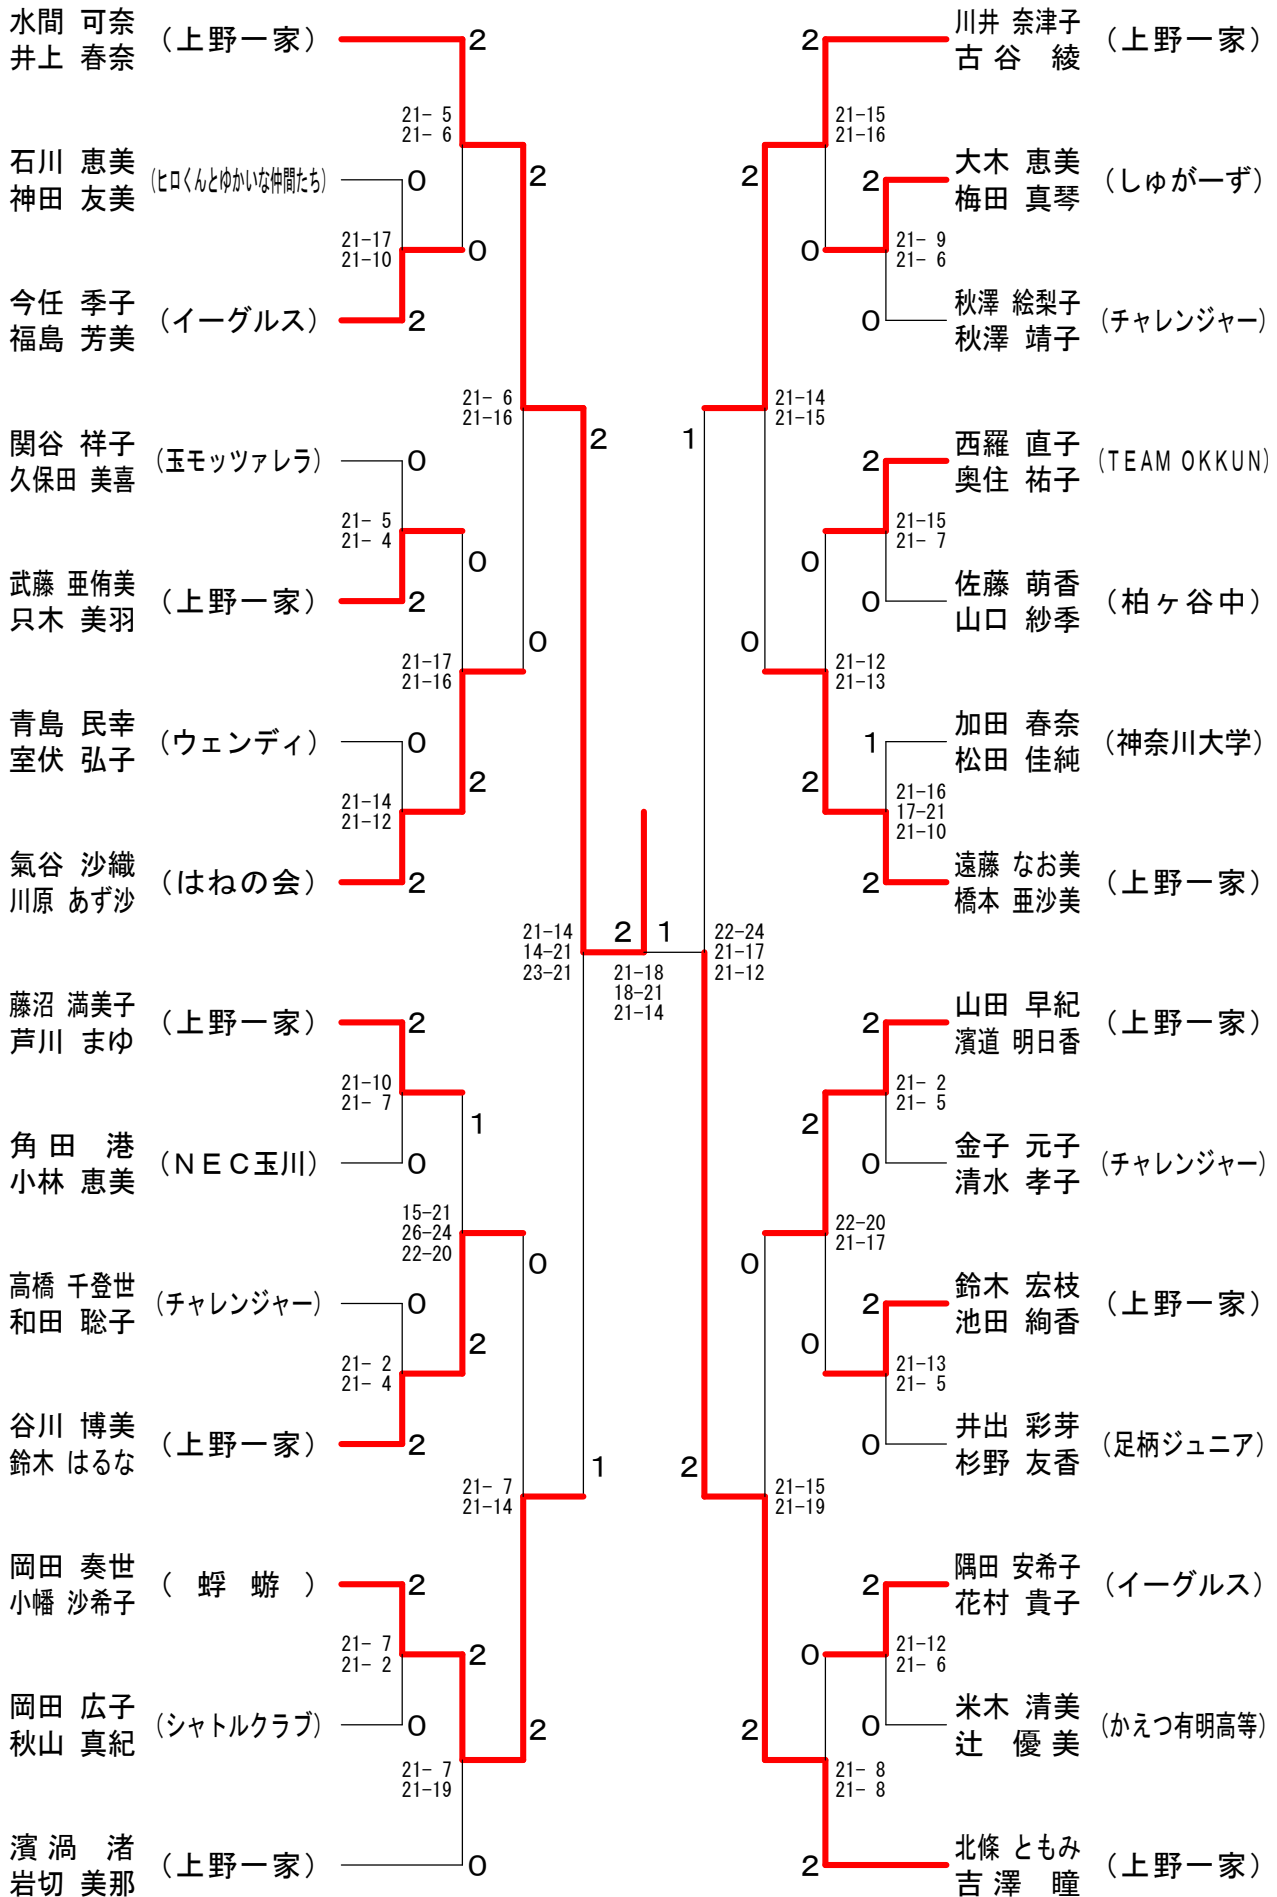 水間 可奈
井上 春奈
(上野一家)
2
21- 5
21- 6
石川 恵美
神田 友美
(ヒロくんとゆかいな仲間たち)
0
2
21-17
21-10
0
今任 季子
福島 芳美
(イーグルス)
2
21- 6
21-16
2
関谷 祥子
久保田 美喜
(玉モッツァレラ)
0
21- 5
21- 4
0
武藤 亜侑美
只木 美羽
(上野一家)
2
0
21-17
21-16
青島 民幸
室伏 弘子
(ウェンディ)
0
2
21-14
21-12
氣谷 沙織
川原 あず沙
(はねの会)
2
21-14
14-21
23-21
2
1
21-18
18-21
21-14
藤沼 満美子
芦川 まゆ
(上野一家)
2
21-10
21- 7
1
角田 港
小林 恵美
(NEC玉川)
0
15-21
26-24
22-20
0
高橋 千登世
和田 聡子
(チャレンジャー)
0
2
21- 2
21- 4
谷川 博美
鈴木 はるな
(上野一家)
2
1
21- 7
21-14
岡田 奏世
小幡 沙希子
(蜉蝣)
2
21- 7
21- 2
2
岡田 広子
秋山 真紀
(シャトルクラブ)
0
2
21- 7
21-19
濱渦 渚
岩切 美那
(上野一家)
0
2
川井 奈津子
古谷 綾
(上野一家)
21-15
21-16
2
2
大木 恵美
梅田 真琴
(しゅがーず)
0
21- 9
21- 6
0
秋澤 絵梨子
秋澤 靖子
(チャレンジャー)
21-14
21-15
1
2
西羅 直子
奥住 祐子
(TEAM OKKUN)
21-15
21- 7
0
0
佐藤 萌香
山口 紗季
(柏ヶ谷中)
0
21-12
21-13
1
加田 春奈
松田 佳純
(神奈川大学)
2
21-16
17-21
21-10
2
遠藤 なお美
橋本 亜沙美
(上野一家)
22-24
21-17
21-12
2
山田 早紀
濱道 明日香
(上野一家)
21- 2
21- 5
2
0
金子 元子
清水 孝子
(チャレンジャー)
22-20
21-17
0
2
鈴木 宏枝
池田 絢香
(上野一家)
0
21-13
21- 5
0
井出 彩芽
杉野 友香
(足柄ジュニア)
2
21-15
21-19
2
隅田 安希子
花村 貴子
(イーグルス)
0
21-12
21- 6
0
米木 清美
辻 優美
(かえつ有明高等)
2
21- 8
21- 8
2
北條 ともみ
吉澤 瞳
(上野一家)